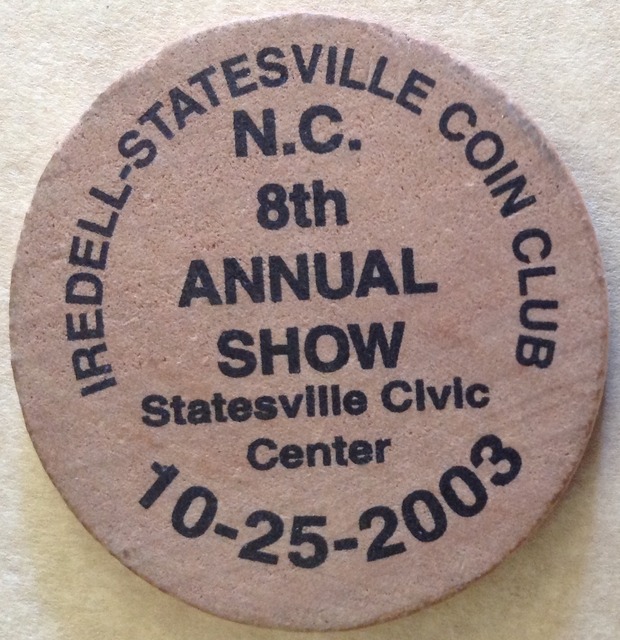 IREDELL-STATESVILLE COIN CLUB
N.C.
8th
ANNUAL
SHOW
Statesville Civic
Center
10-25-2003